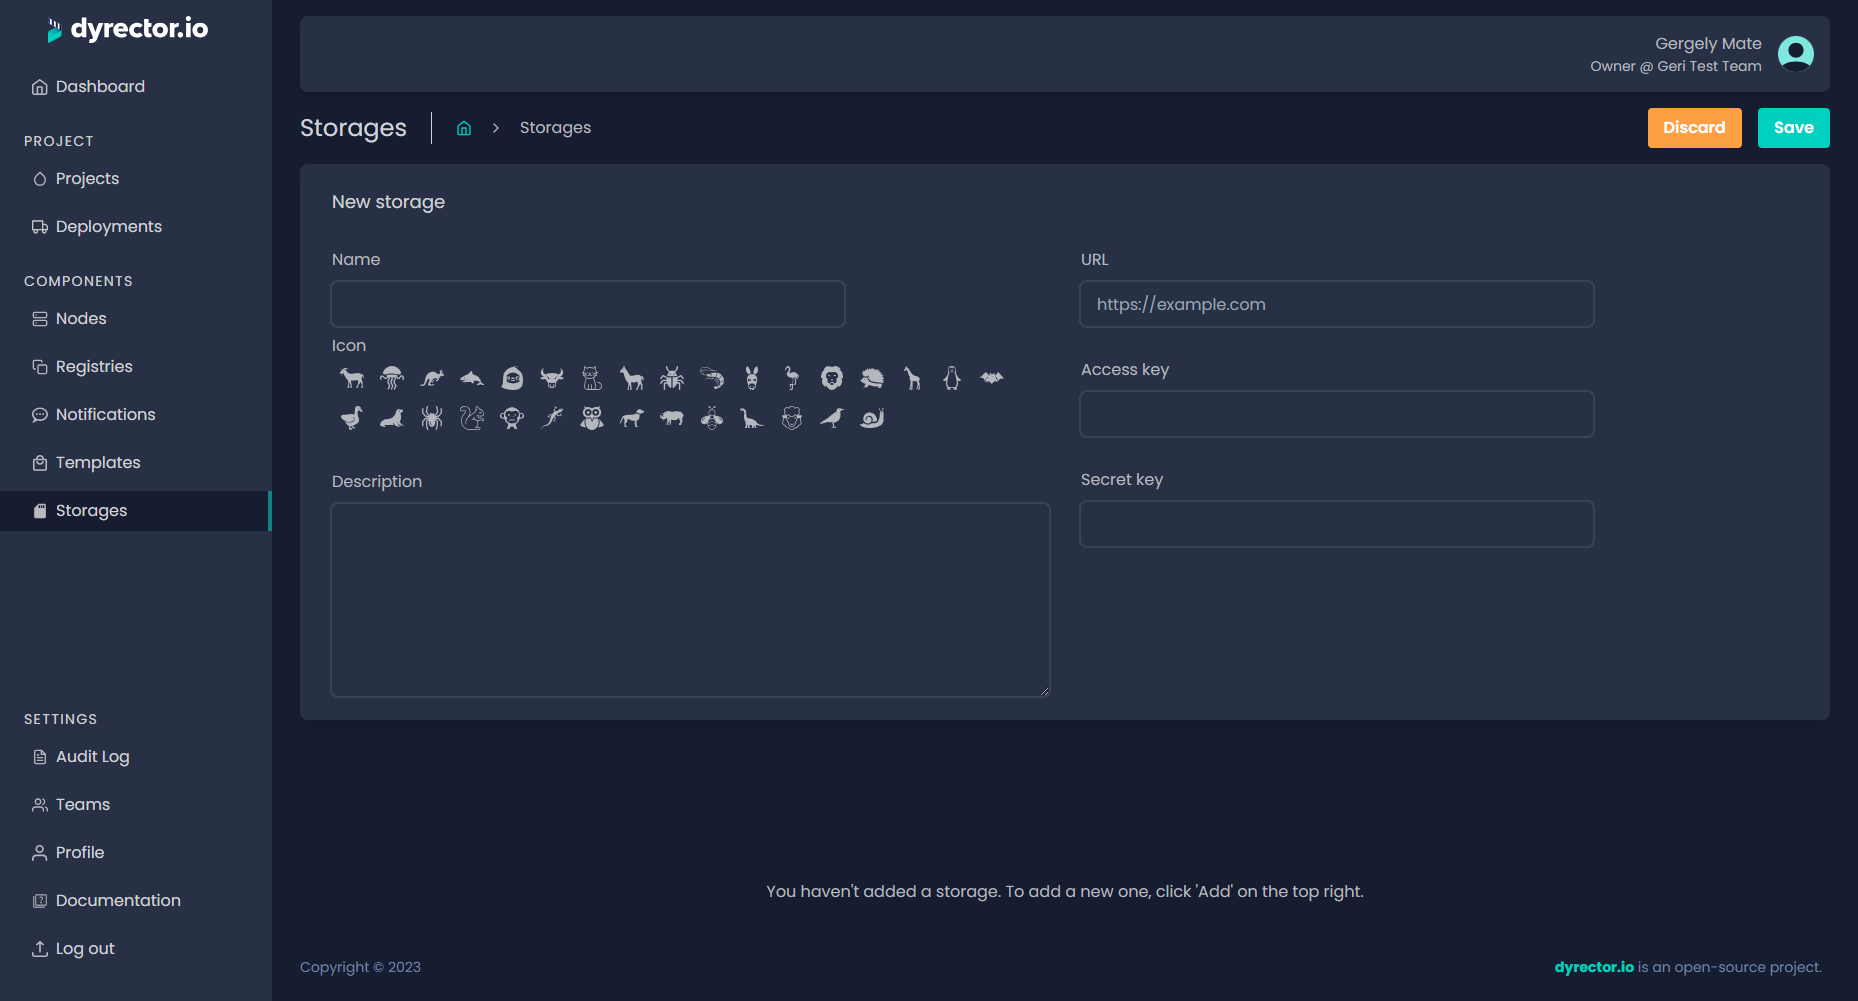 dyrector.io
Dashboard
PROJECT
Projects
Deployments
COMPONENTS
Nodes
Registries
Notifications
Templates
Storages
SETTINGS
Audit Log
Teams
Profile
Documentation
Log out
Gergely Mate
Owner @ Geri Test Team
Storages
Storages
Discard
Save
New storage
Name
Icon
Description
URL
https://example.com
Access key
Secret key
You haven't added a storage. To add a new one, click 'Add' on the top right.
Copyright © 2023
dyrector.io is an open-source project.